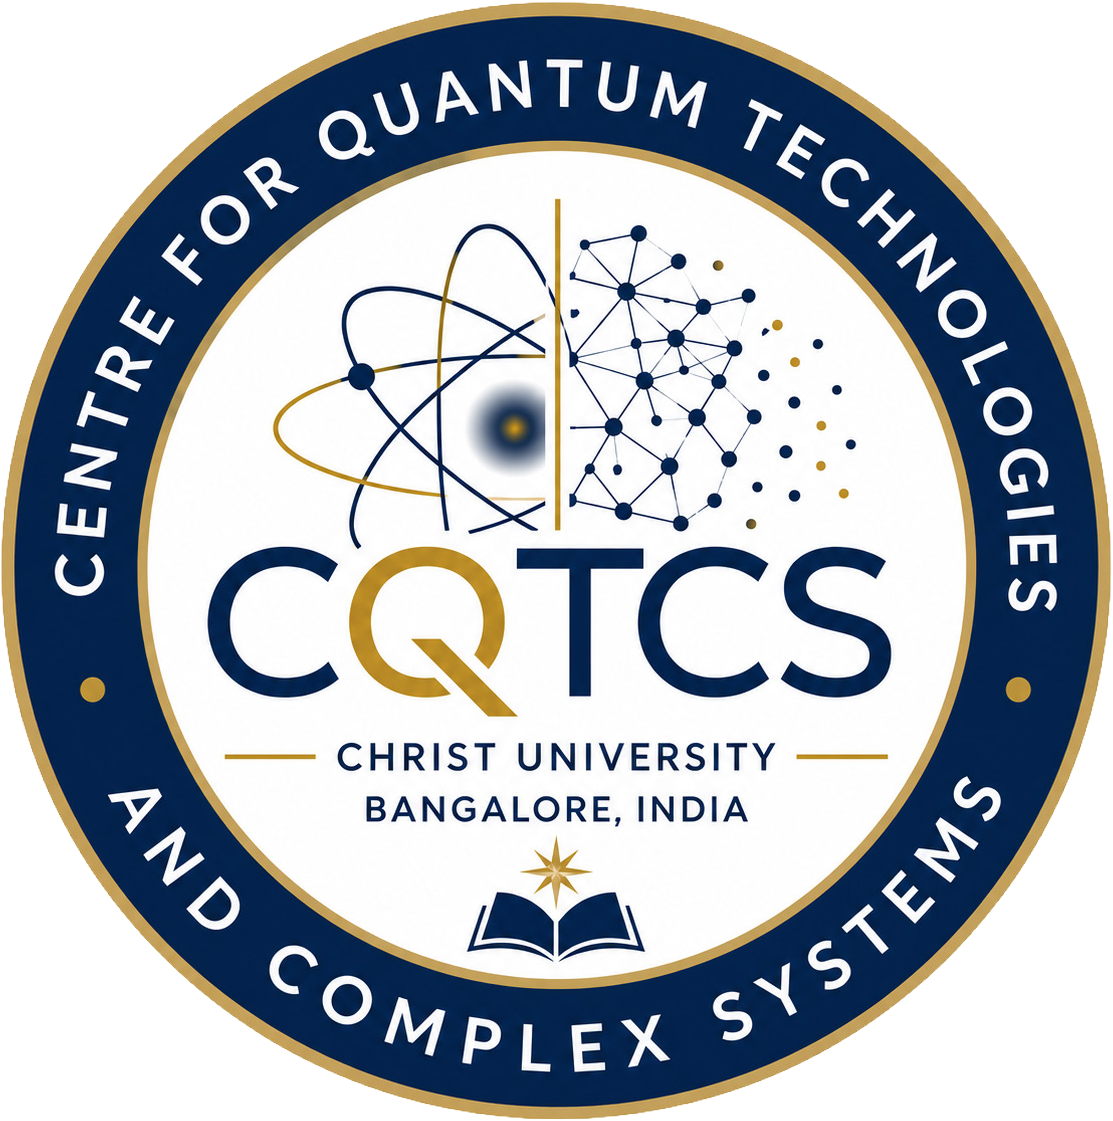 CENTRE FOR QUANTUM TECHNOLOGIES
AND COMPLEX SYSTEMS
CQTCS
CHRIST UNIVERSITY
BANGALORE, INDIA